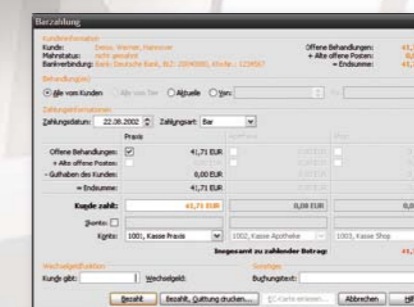 Barzahlung
Kundeninformation
Kunde: Hannover
Offene Behandlungen:
Mahnstatus: nicht gemahnt
+ Alte offene Posten:
Bankverbindung:
= Endsumme:
Behandlung(en)
Alle vom Kunden Alle vom Tier Aktuelle Von:
Zahlungsinformationen
Zahlungsdatum: 22.08.2002 Zahlungsart: Bar
Praxis Apotheke Shop
Offene Behandlungen: 41,71 EUR
+ Alte offene Posten:
- Guthaben des Kunden: 0,00 EUR
= Endsumme: 41,71 EUR
Kunde zahlt: 41,71 EUR 0,00 EUR 0,0
Skonto:
Konto: 1001, Kasse Praxis 1002, Kasse Apotheke 1003, Kasse Shop
Insgesamt zu zahlender Betrag:
Wechselgeldfunktion Sonstiges
Kunde gibt: Wechselgeld: Buchungstext:
Bezahlt Bezahlt, Quittung drucken... EC-Karte einlesen... Abbrechen